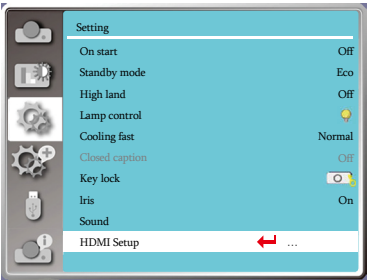 Setting
On start Off
Standby mode Eco
High land Off
Lamp control
Cooling fast Normal
Closed caption Off
Key lock
Iris On
Sound
HDMI Setup ...